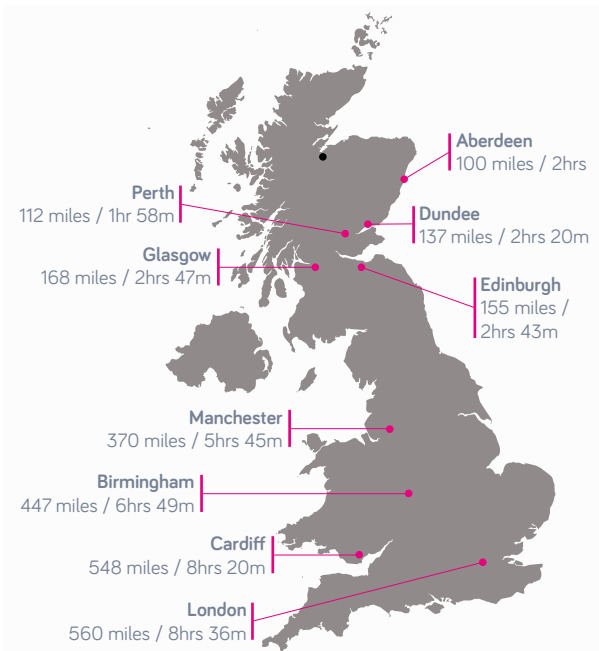 Aberdeen
100 miles / 2hrs
Perth
112 miles / 1hr 58m
Dundee
137 miles / 2hrs 20m
Glasgow
168 miles / 2hrs 47m
Edinburgh
155 miles /
2hrs 43m
Manchester
370 miles / 5hrs 45m
Birmingham
447 miles / 6hrs 49m
Cardiff
548 miles / 8hrs 20m
London
560 miles / 8hrs 36m